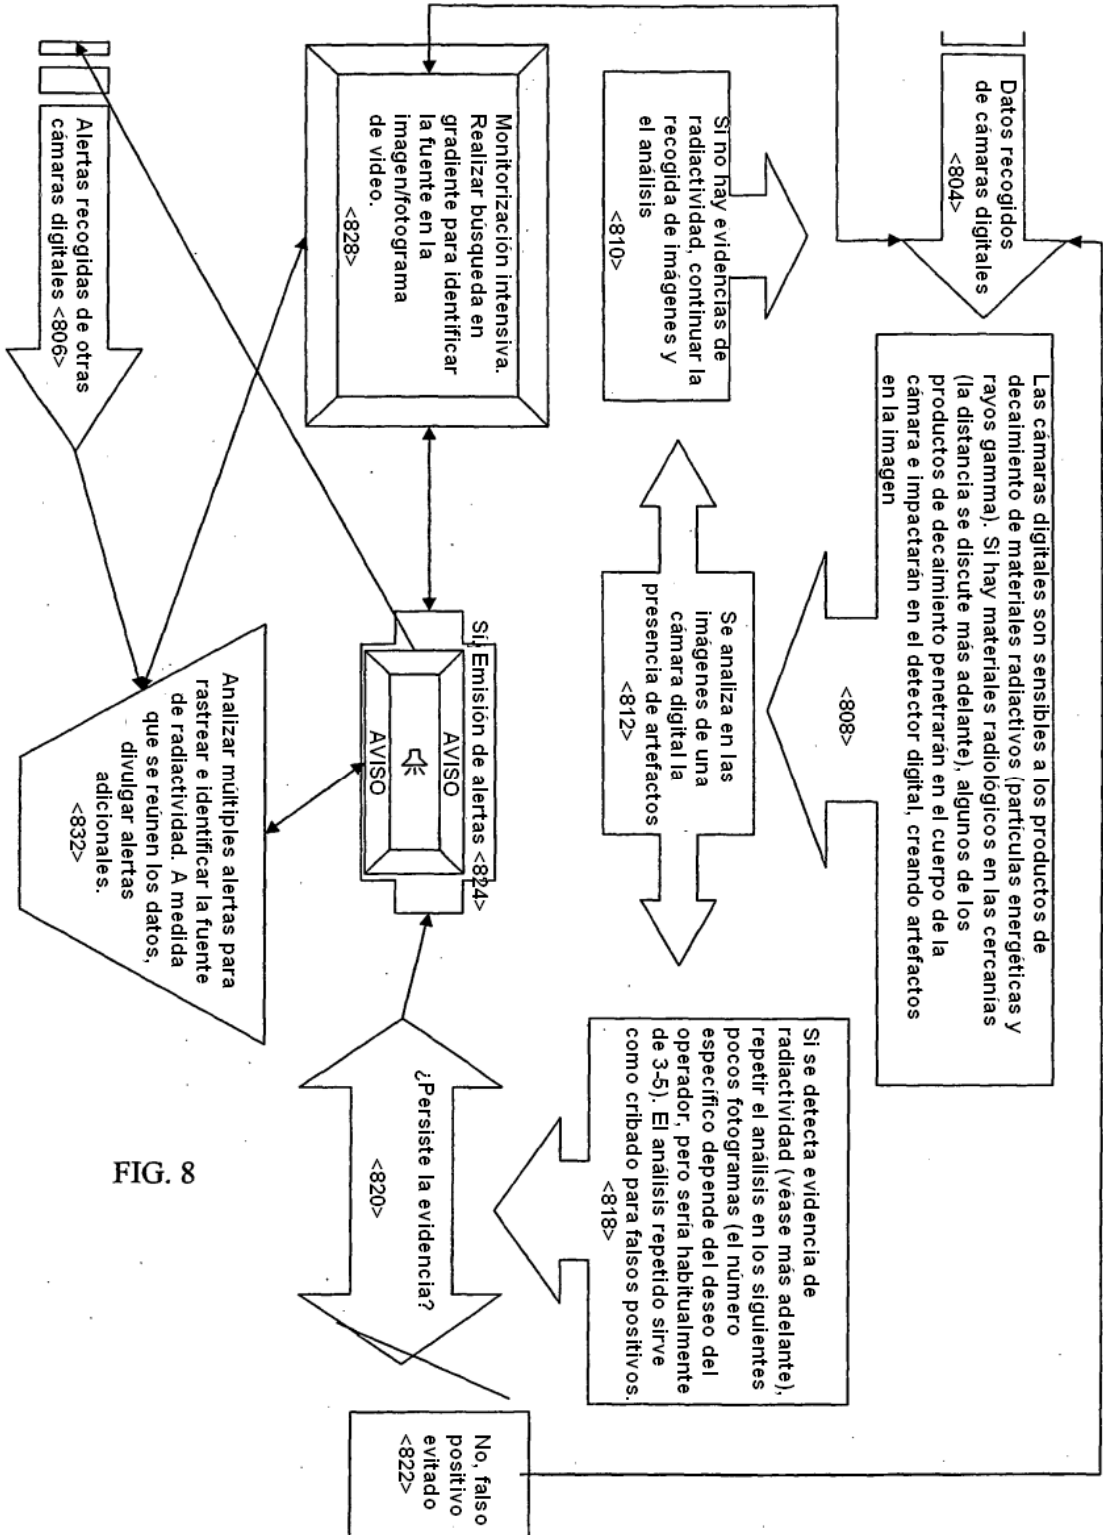 Datos recogidos
de cámaras digitales
<804>
Las cámaras digitales son sensibles a los productos de
decaimiento de materiales radiactivos (partículas energéticas y
rayos gamma). Si hay materiales radiológicos en las cercanías
(la distancia se discute más adelante), algunos de los
productos de decaimiento penetrarán en el cuerpo de la
cámara e impactarán en el detector digital, creando artefactos
en la imagen
<808>
Si no hay evidencias de
radiactividad, continuar la
recogida de imágenes y
el análisis
<810>
Se analiza en las
imágenes de una
cámara digital la
presencia de artefactos
<812>
Si se detecta evidencia de
radiactividad (véase más adelante),
repetir el análisis en los siguientes
pocos fotogramas (el número
específico depende del deseo del
operador, pero sería habitualmente
de 3-5). El análisis repetido sirve
como cribado para falsos positivos.
<818>
Monitorización intensiva.
Realizar búsqueda en
gradiente para identificar
la fuente en la
imagen/fotograma
de video.
<828>
Sí, Emisión de alertas <824>
AVISO
AVISO
¿Persiste la evidencia?
<820>
No, falso
positivo
evitado
<822>
Alertas recogidas de otras
cámaras digitales <806>
Analizar múltiples alertas para
rastrear e identificar la fuente
de radiactividad. A medida
que se reúnen los datos,
divulgar alertas
adicionales.
<832>
FIG. 8